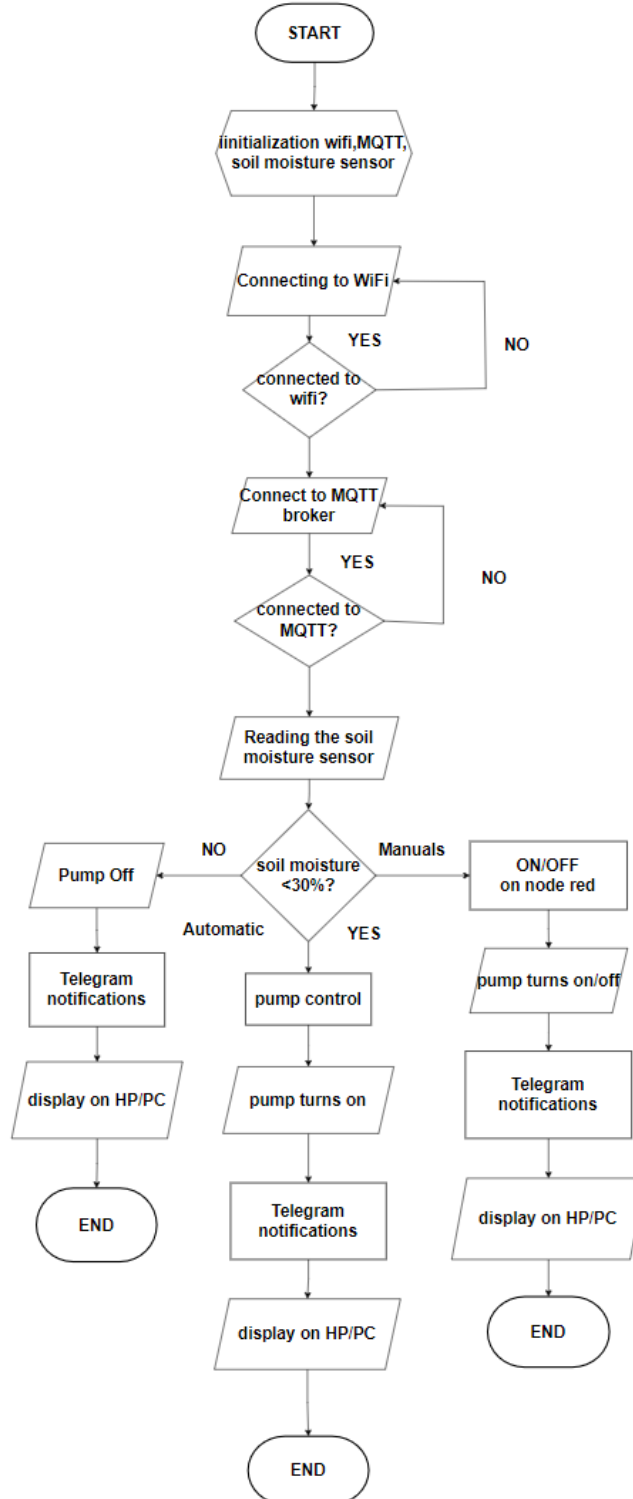 START
iinitialization wifi,MQTT,
soil moisture sensor
Connecting to WiFi
YES
NO
connected to
wifi?
Connect to MQTT
broker
YES
NO
connected to
MQTT?
Reading the soil
moisture sensor
NO
soil moisture
<30%?
Manuals
Automatic
YES
Pump Off
Telegram
notifications
display on HP/PC
END
pump control
pump turns on
Telegram
notifications
display on HP/PC
END
ON/OFF
on node red
pump turns on/off
Telegram
notifications
display on HP/PC
END